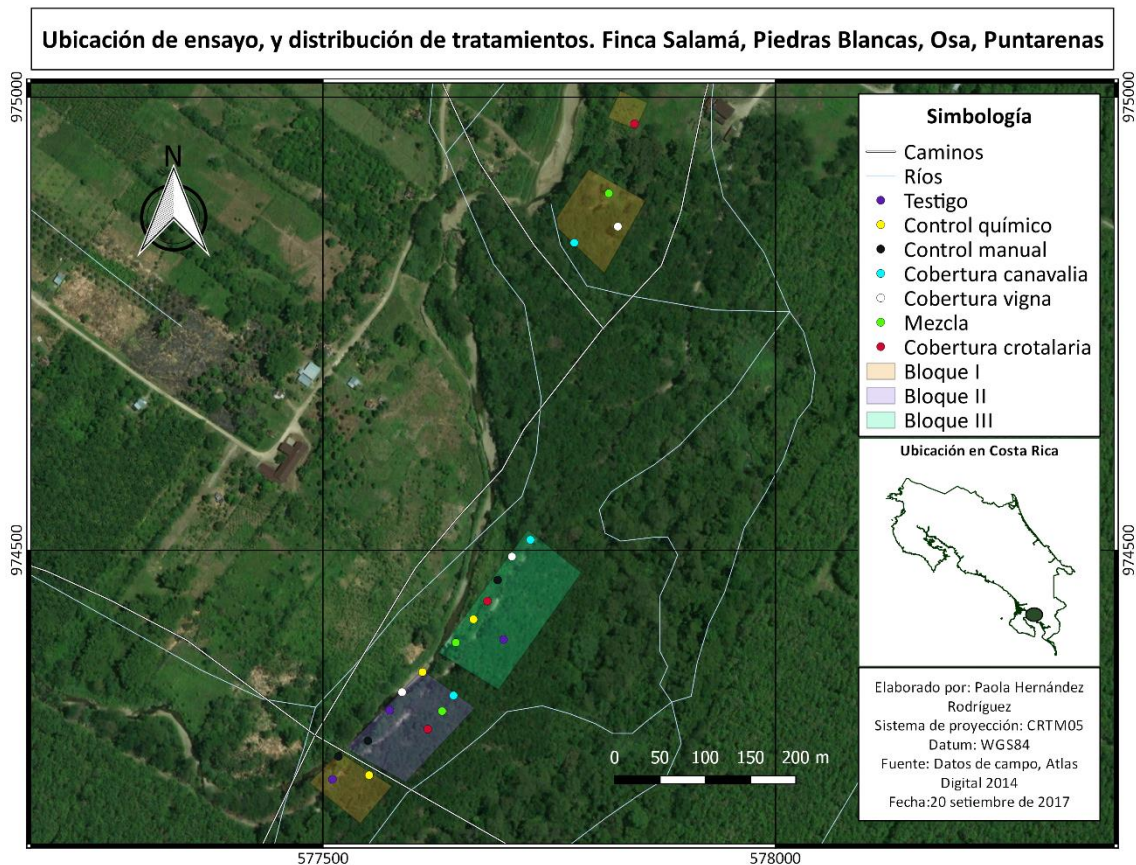 Ubicación de ensayo, y distribución de tratamientos. Finca Salamá, Piedras Blancas, Osa, Puntarenas
975000
975000
N
Simbología
Caminos
Ríos
Testigo
Control químico
Control manual
Cobertura canavalia
Cobertura vigna
Mezcla
Cobertura crotalaria
Bloque I
Bloque II
Bloque III
Ubicación en Costa Rica
974500
974500
0 50 100 150 200 m
Elaborado por: Paola Hernández
Rodríguez
Sistema de proyección: CRTM05
Datum: WGS84
Fuente: Datos de campo, Atlas
Digital 2014
Fecha:20 setiembre de 2017
577500
578000